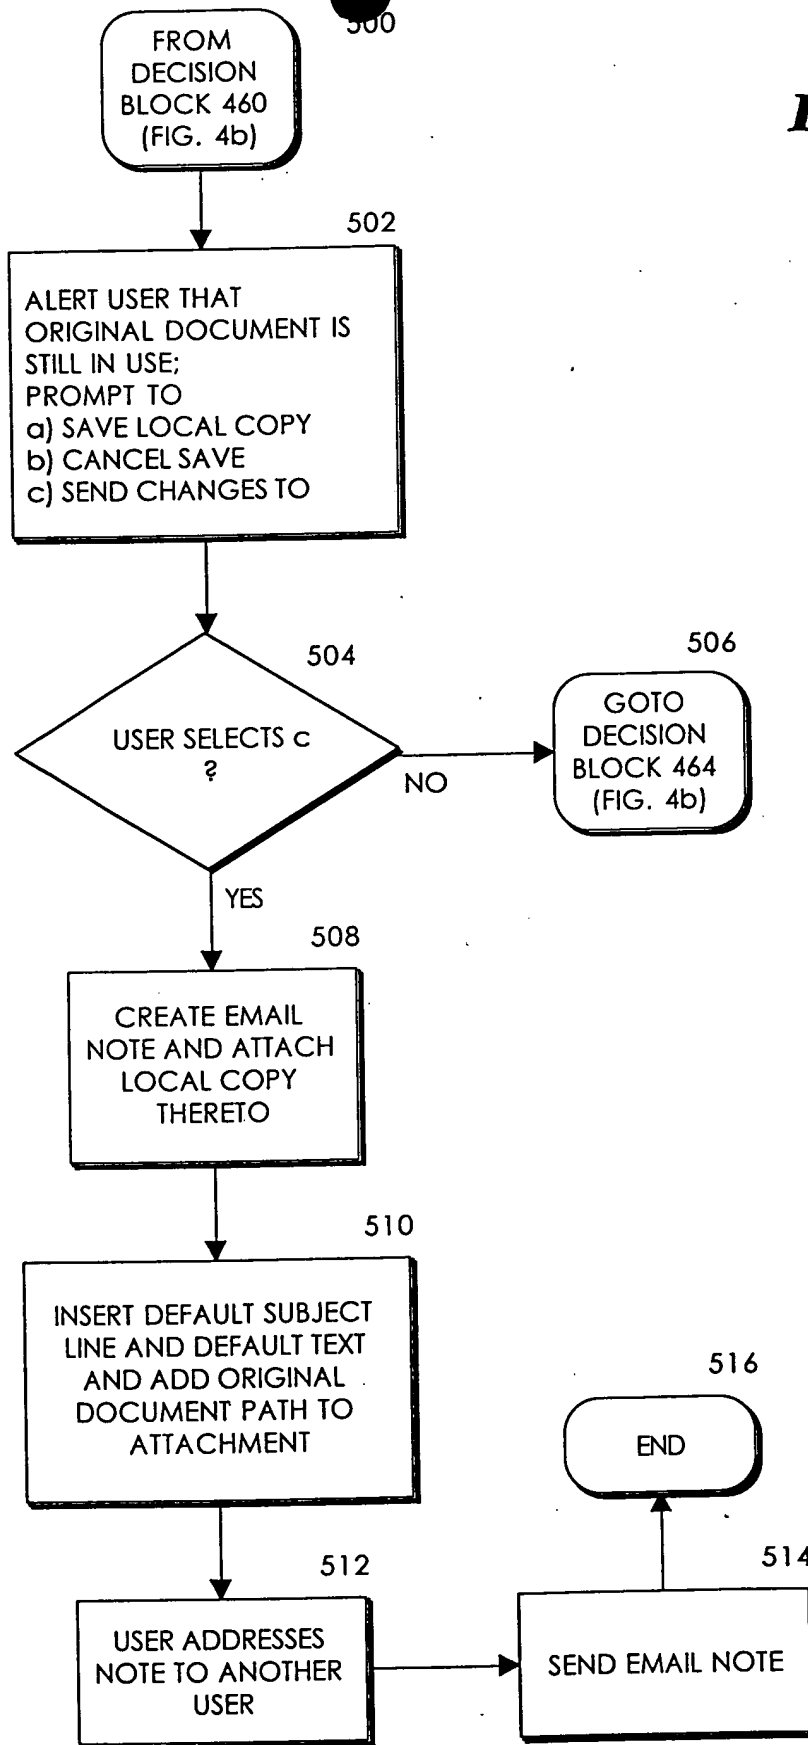 500
FROM
DECISION
BLOCK 460
(FIG. 4b)
502
ALERT USER THAT
ORIGINAL DOCUMENT IS
STILL IN USE;
PROMPT TO
a) SAVE LOCAL COPY
b) CANCEL SAVE
c) SEND CHANGES TO
504
USER SELECTS c
?
NO
506
GOTO
DECISION
BLOCK 464
(FIG. 4b)
YES
508
CREATE EMAIL
NOTE AND ATTACH
LOCAL COPY
THERETO
510
INSERT DEFAULT SUBJECT
LINE AND DEFAULT TEXT
AND ADD ORIGINAL
DOCUMENT PATH TO
ATTACHMENT
512
USER ADDRESSES
NOTE TO ANOTHER
USER
514
SEND EMAIL NOTE
516
END